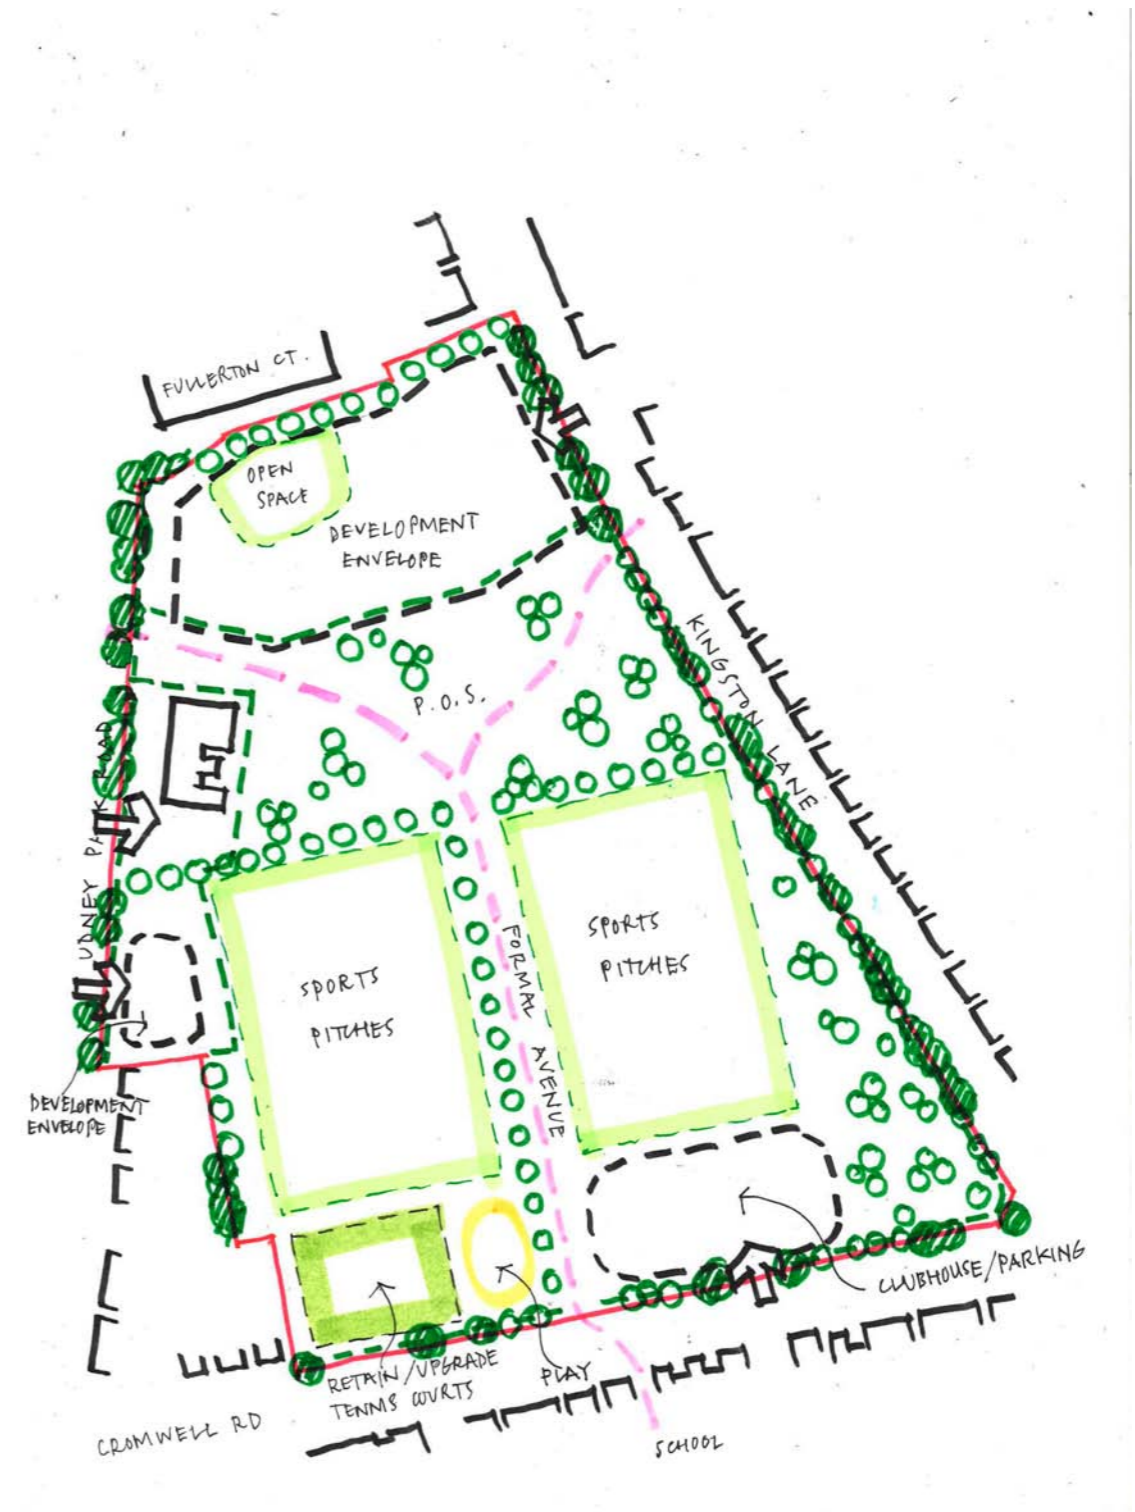 FULLERTON CT.
OPEN
SPACE
DEVELOPMENT
ENVELOPE
P.O.S.
KINGSTON LANE
UDNEY PARK ROAD
SPORTS
PITCHES
SPORTS
PITCHES
FORMAL AVENUE
DEVELOPMENT
ENVELOPE
CLUBHOUSE/PARKING
RETAIN/UPGRADE
TENNIS COURTS
PLAY
CROMWELL RD
SCHOOL